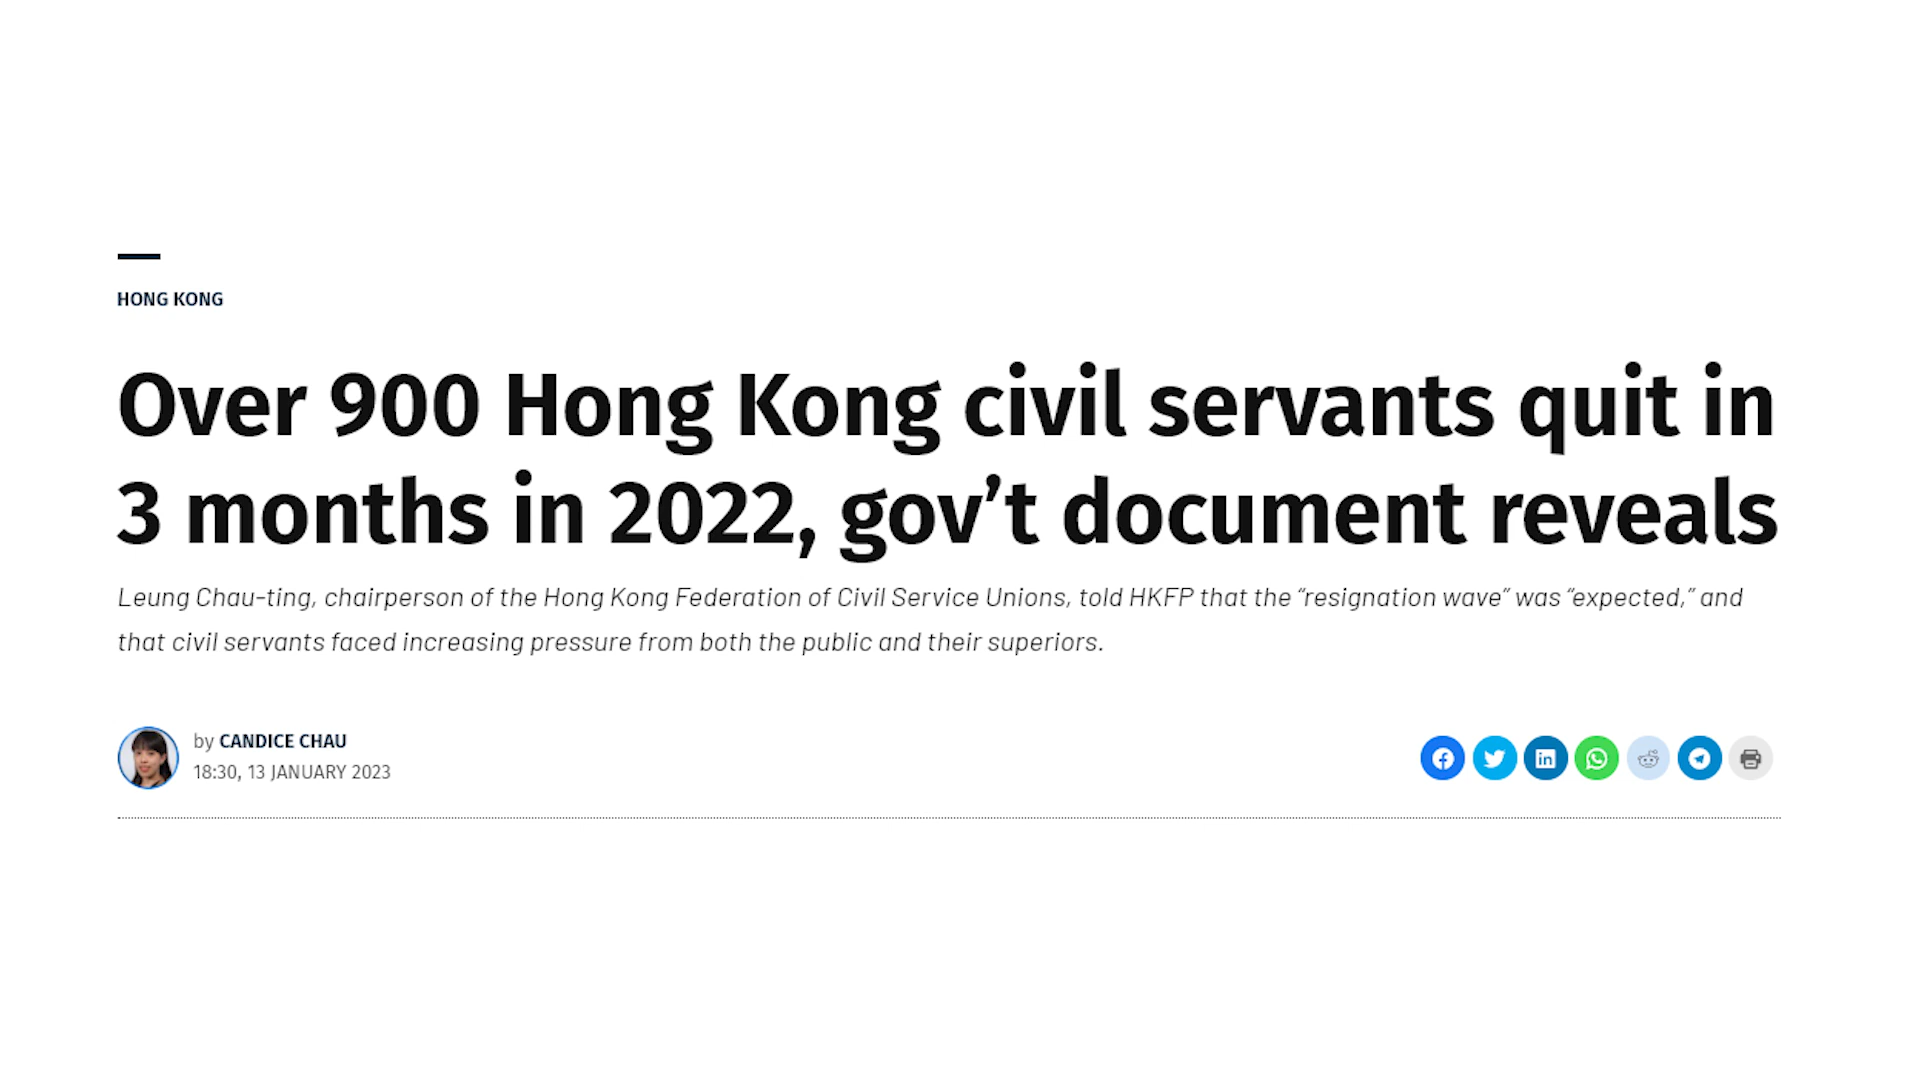 HONG KONG
Over 900 Hong Kong civil servants quit in
3 months in 2022, gov’t document reveals
Leung Chau-ting, chairperson of the Hong Kong Federation of Civil Service Unions, told HKFP that the “resignation wave” was “expected,” and
that civil servants faced increasing pressure from both the public and their superiors.
by CANDICE CHAU
18:30, 13 JANUARY 2023